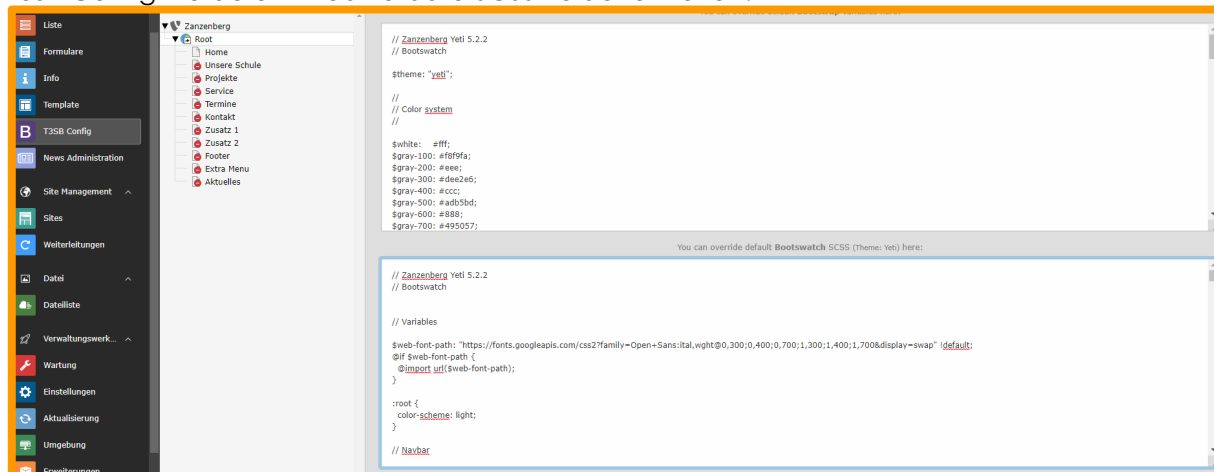 Liste
Formulare
Info
Template
T3SB Config
News Administration
Site Management
Sites
Weiterleitungen
Datei
Dateiliste
Verwaltungswerk...
Wartung
Einstellungen
Aktualisierung
Umgebung
Erweiterungen
Zanzenberg
Root
Home
Unsere Schule
Projekte
Service
Termine
Kontakt
Zusatz 1
Zusatz 2
Footer
Extra Menu
Aktuelles
// Zanzenberg Yeti 5.2.2
// Bootswatch
$theme: "yeti";
//
// Color system
//
$white: #fff;
$gray-100: #f8f9fa;
$gray-200: #eee;
$gray-300: #dee2e6;
$gray-400: #ccc;
$gray-500: #adb5bd;
$gray-600: #888;
$gray-700: #495057;
You can override default Bootswatch SCSS (Theme: Yeti) here:
// Zanzenberg Yeti 5.2.2
// Bootswatch
// Variables
$web-font-path: "https://fonts.googleapis.com/css2?family=Open+Sans:ital,wght@0,300;0,400;0,700;1,300;1,400;1,700&display=swap" !default;
@if $web-font-path {
@import url($web-font-path);
}
:root {
color-scheme: light;
}
// Navbar